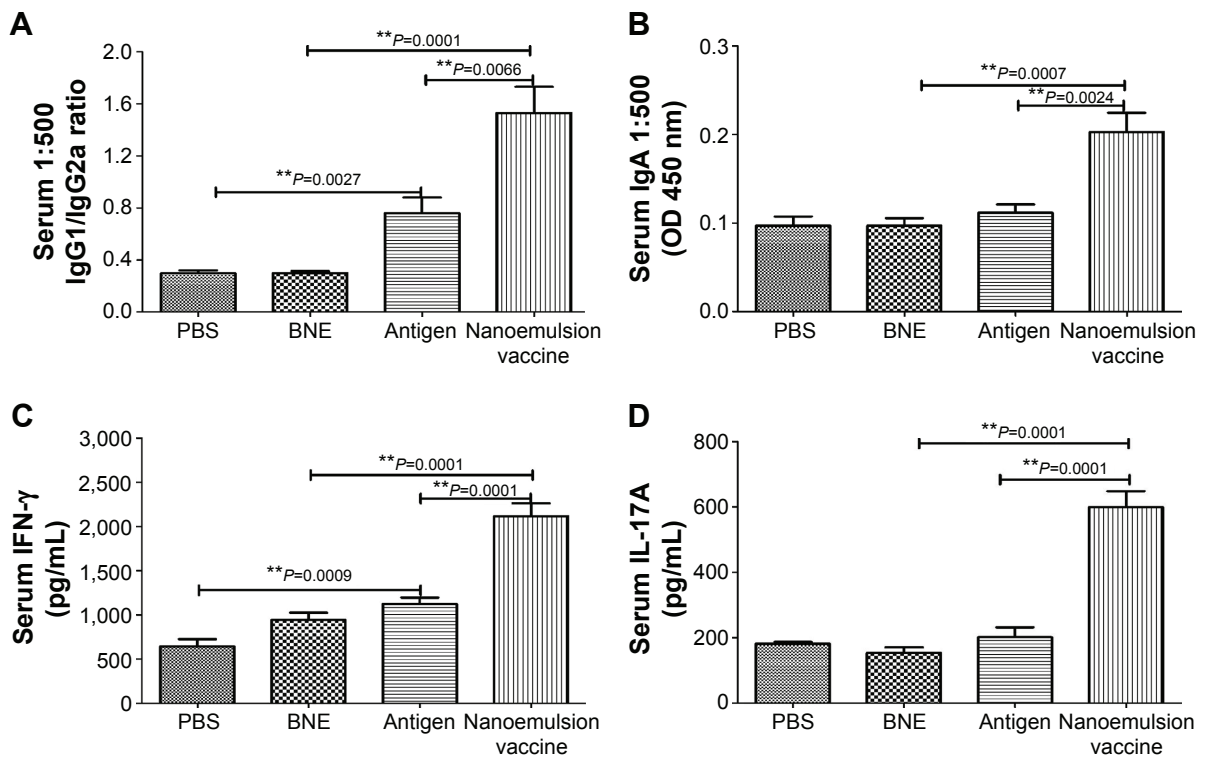 A
Serum 1:500
IgG1/IgG2a ratio
2.0
1.6
1.2
0.8
0.4
0.0
**P=0.0001
**P=0.0066
**P=0.0027
PBS
BNE
Antigen
Nanoemulsion
vaccine
B
Serum IgA 1:500
(OD 450 nm)
0.3
0.2
0.1
0.0
**P=0.0007
**P=0.0024
PBS
BNE
Antigen
Nanoemulsion
vaccine
C
Serum IFN-γ
(pg/mL)
3,000
2,500
2,000
1,500
1,000
500
0
**P=0.0001
**P=0.0001
**P=0.0009
PBS
BNE
Antigen
Nanoemulsion
vaccine
D
Serum IL-17A
(pg/mL)
800
600
400
200
0
**P=0.0001
**P=0.0001
PBS
BNE
Antigen
Nanoemulsion
vaccine